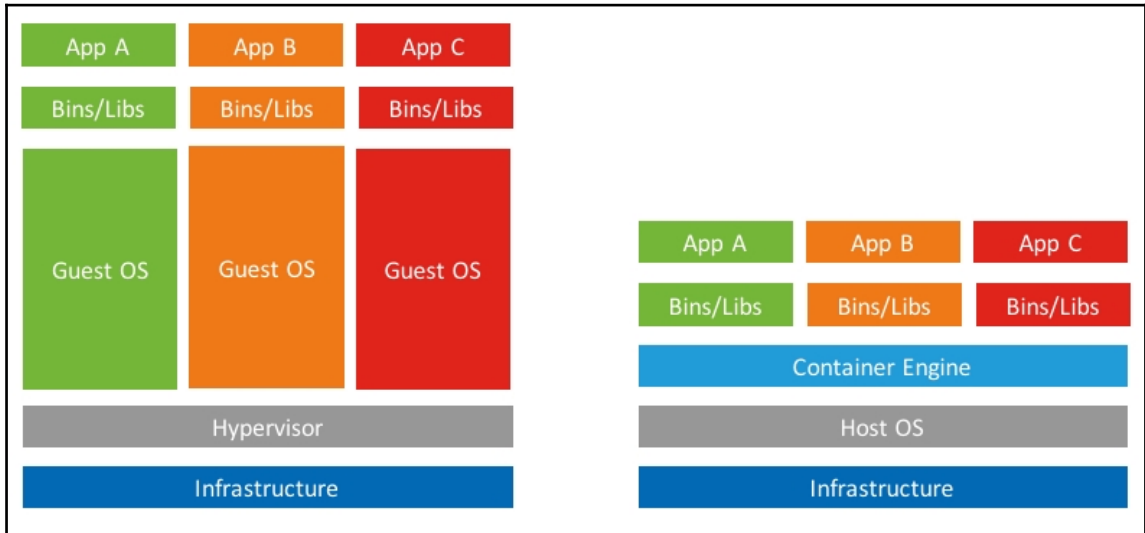 App A
App B
App C
Bins/Libs
Bins/Libs
Bins/Libs
Guest OS
Guest OS
Guest OS
Hypervisor
Infrastructure
App A
App B
App C
Bins/Libs
Bins/Libs
Bins/Libs
Container Engine
Host OS
Infrastructure